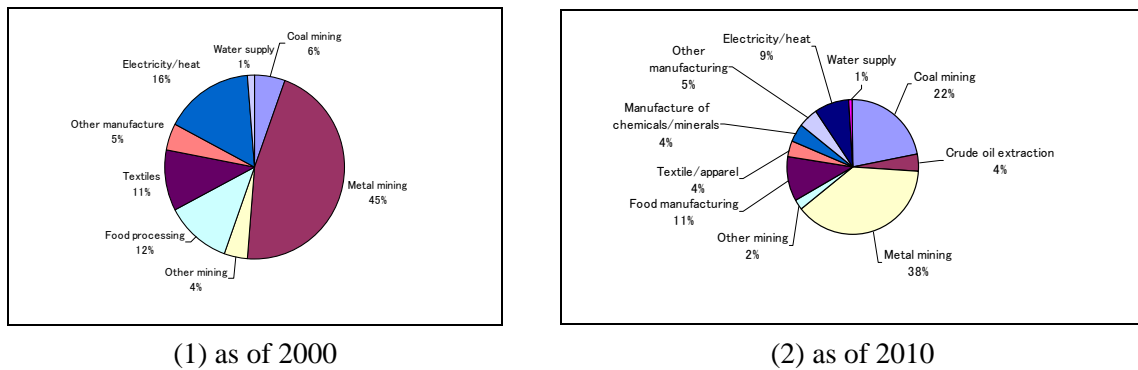 Water supply
1%
Coal mining
6%
Electricity/heat
16%
Other manufacture
5%
Textiles
11%
Metal mining
45%
Food processing
12%
Other mining
4%
(1) as of 2000
Electricity/heat
9%
Other
manufacturing
5%
Water supply
1%
Coal mining
22%
Manufacture of
chemicals/minerals
4%
Crude oil extraction
4%
Textile/apparel
4%
Food manufacturing
11%
Other mining
2%
Metal mining
38%
(2) as of 2010